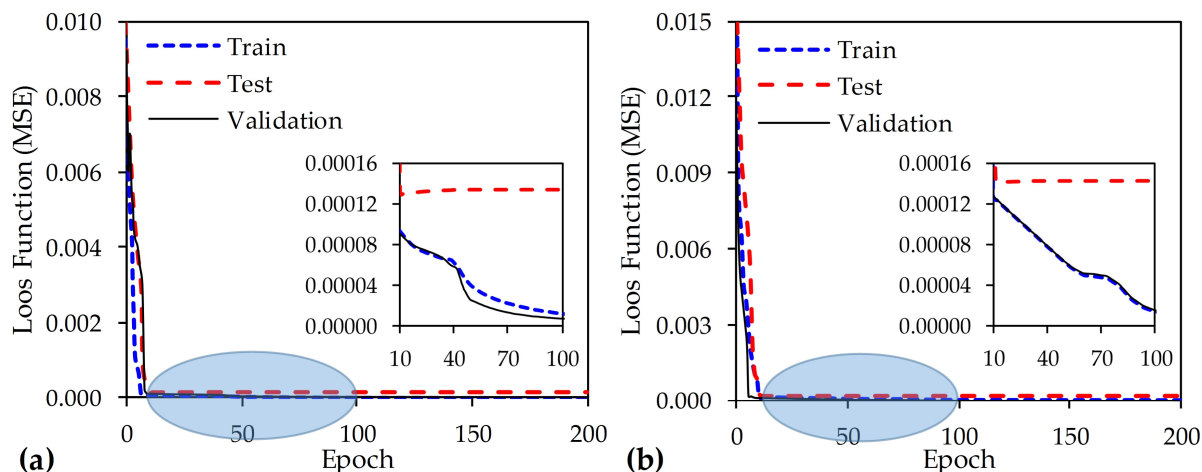 Loos Function (MSE)
0.010
0.008
0.006
0.004
0.002
0.000
Train
Test
Validation
0.00016
0.00012
0.00008
0.00004
0.00000
10 40 70 100
0 50 100 150 200
(a)
Epoch
Loos Function (MSE)
0.015
0.012
0.009
0.006
0.003
0.000
Train
Test
Validation
0.00016
0.00012
0.00008
0.00004
0.00000
10 40 70 100
0 50 100 150 200
(b)
Epoch